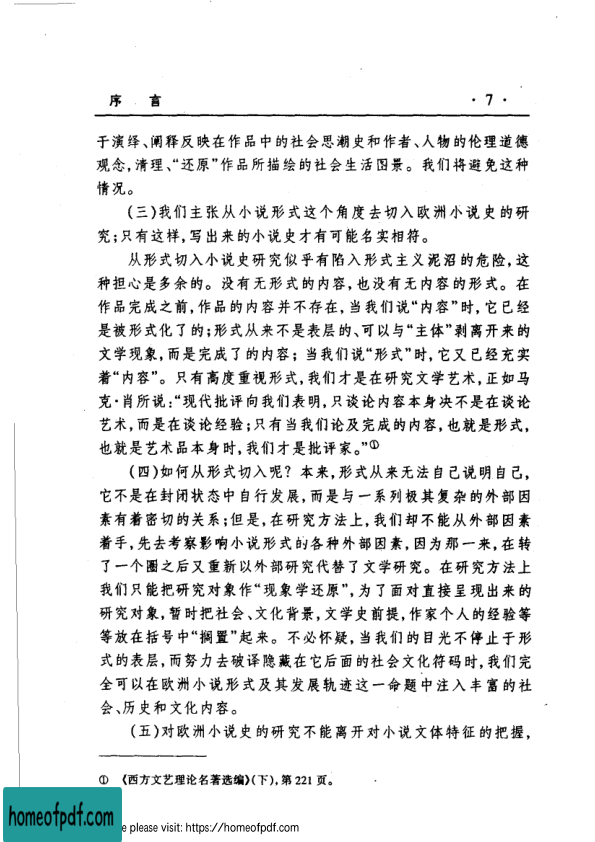 序 言 ·7·
于演绎、阐释反映在作品中的社会思潮史和作者、人物的伦理道德
观念,清理、“还原”作品所描绘的社会生活图景。我们将避免这种
情况。
(三)我们主张从小说形式这个角度去切入欧洲小说史的研
究;只有这样,写出来的小说史才有可能名实相符。
从形式切入小说史研究似乎有陷入形式主义泥沼的危险,这
种担心是多余的。没有无形式的内容,也没有无内容的形式。在
作品完成之前,作品的内容并不存在,当我们说“内容”时,它已经
是被形式化了的;形式从来不是表层的、可以与“主体”剥离开来的
文学现象,而是完成了的内容;当我们说“形式”时,它又已经充实
着“内容”。只有高度重视形式,我们才是在研究文学艺术,正如马
克·肖所说:“现代批评向我们表明,只谈论内容本身决不是在谈论
艺术,而是在谈论经验;只有当我们论及完成的内容,也就是形式,
也就是艺术品本身时,我们才是批评家。”①
(四)如何从形式切入呢?本来,形式从来无法自己说明自己,
它不是在封闭状态中自行发展,而是与一系列极其复杂的外部因
素有着密切的关系;但是,在研究方法上,我们却不能从外部因素
着手,先去考察影响小说形式的各种外部因素,因为那一来,在转
了一个圈之后又重新以外部研究代替了文学研究。在研究方法上
我们只能把研究对象作“现象学还原”,为了面对直接呈现出来的
研究对象,暂时把社会、文化背景,文学史前提,作家个人的经验等
等放在括号中“搁置”起来。不必怀疑,当我们的目光不停止于形
式的表层,而努力去破译隐藏在它后面的社会文化符码时,我们完
全可以在欧洲小说形式及其发展轨迹这一命题中注入丰富的社
会、历史和文化内容。
(五)对欧洲小说史的研究不能离开对小说文体特征的把握,
① 《西方文艺理论名著选编》(下),第221页。
homeofpdf.com
e please visit: https://homeofpdf.com